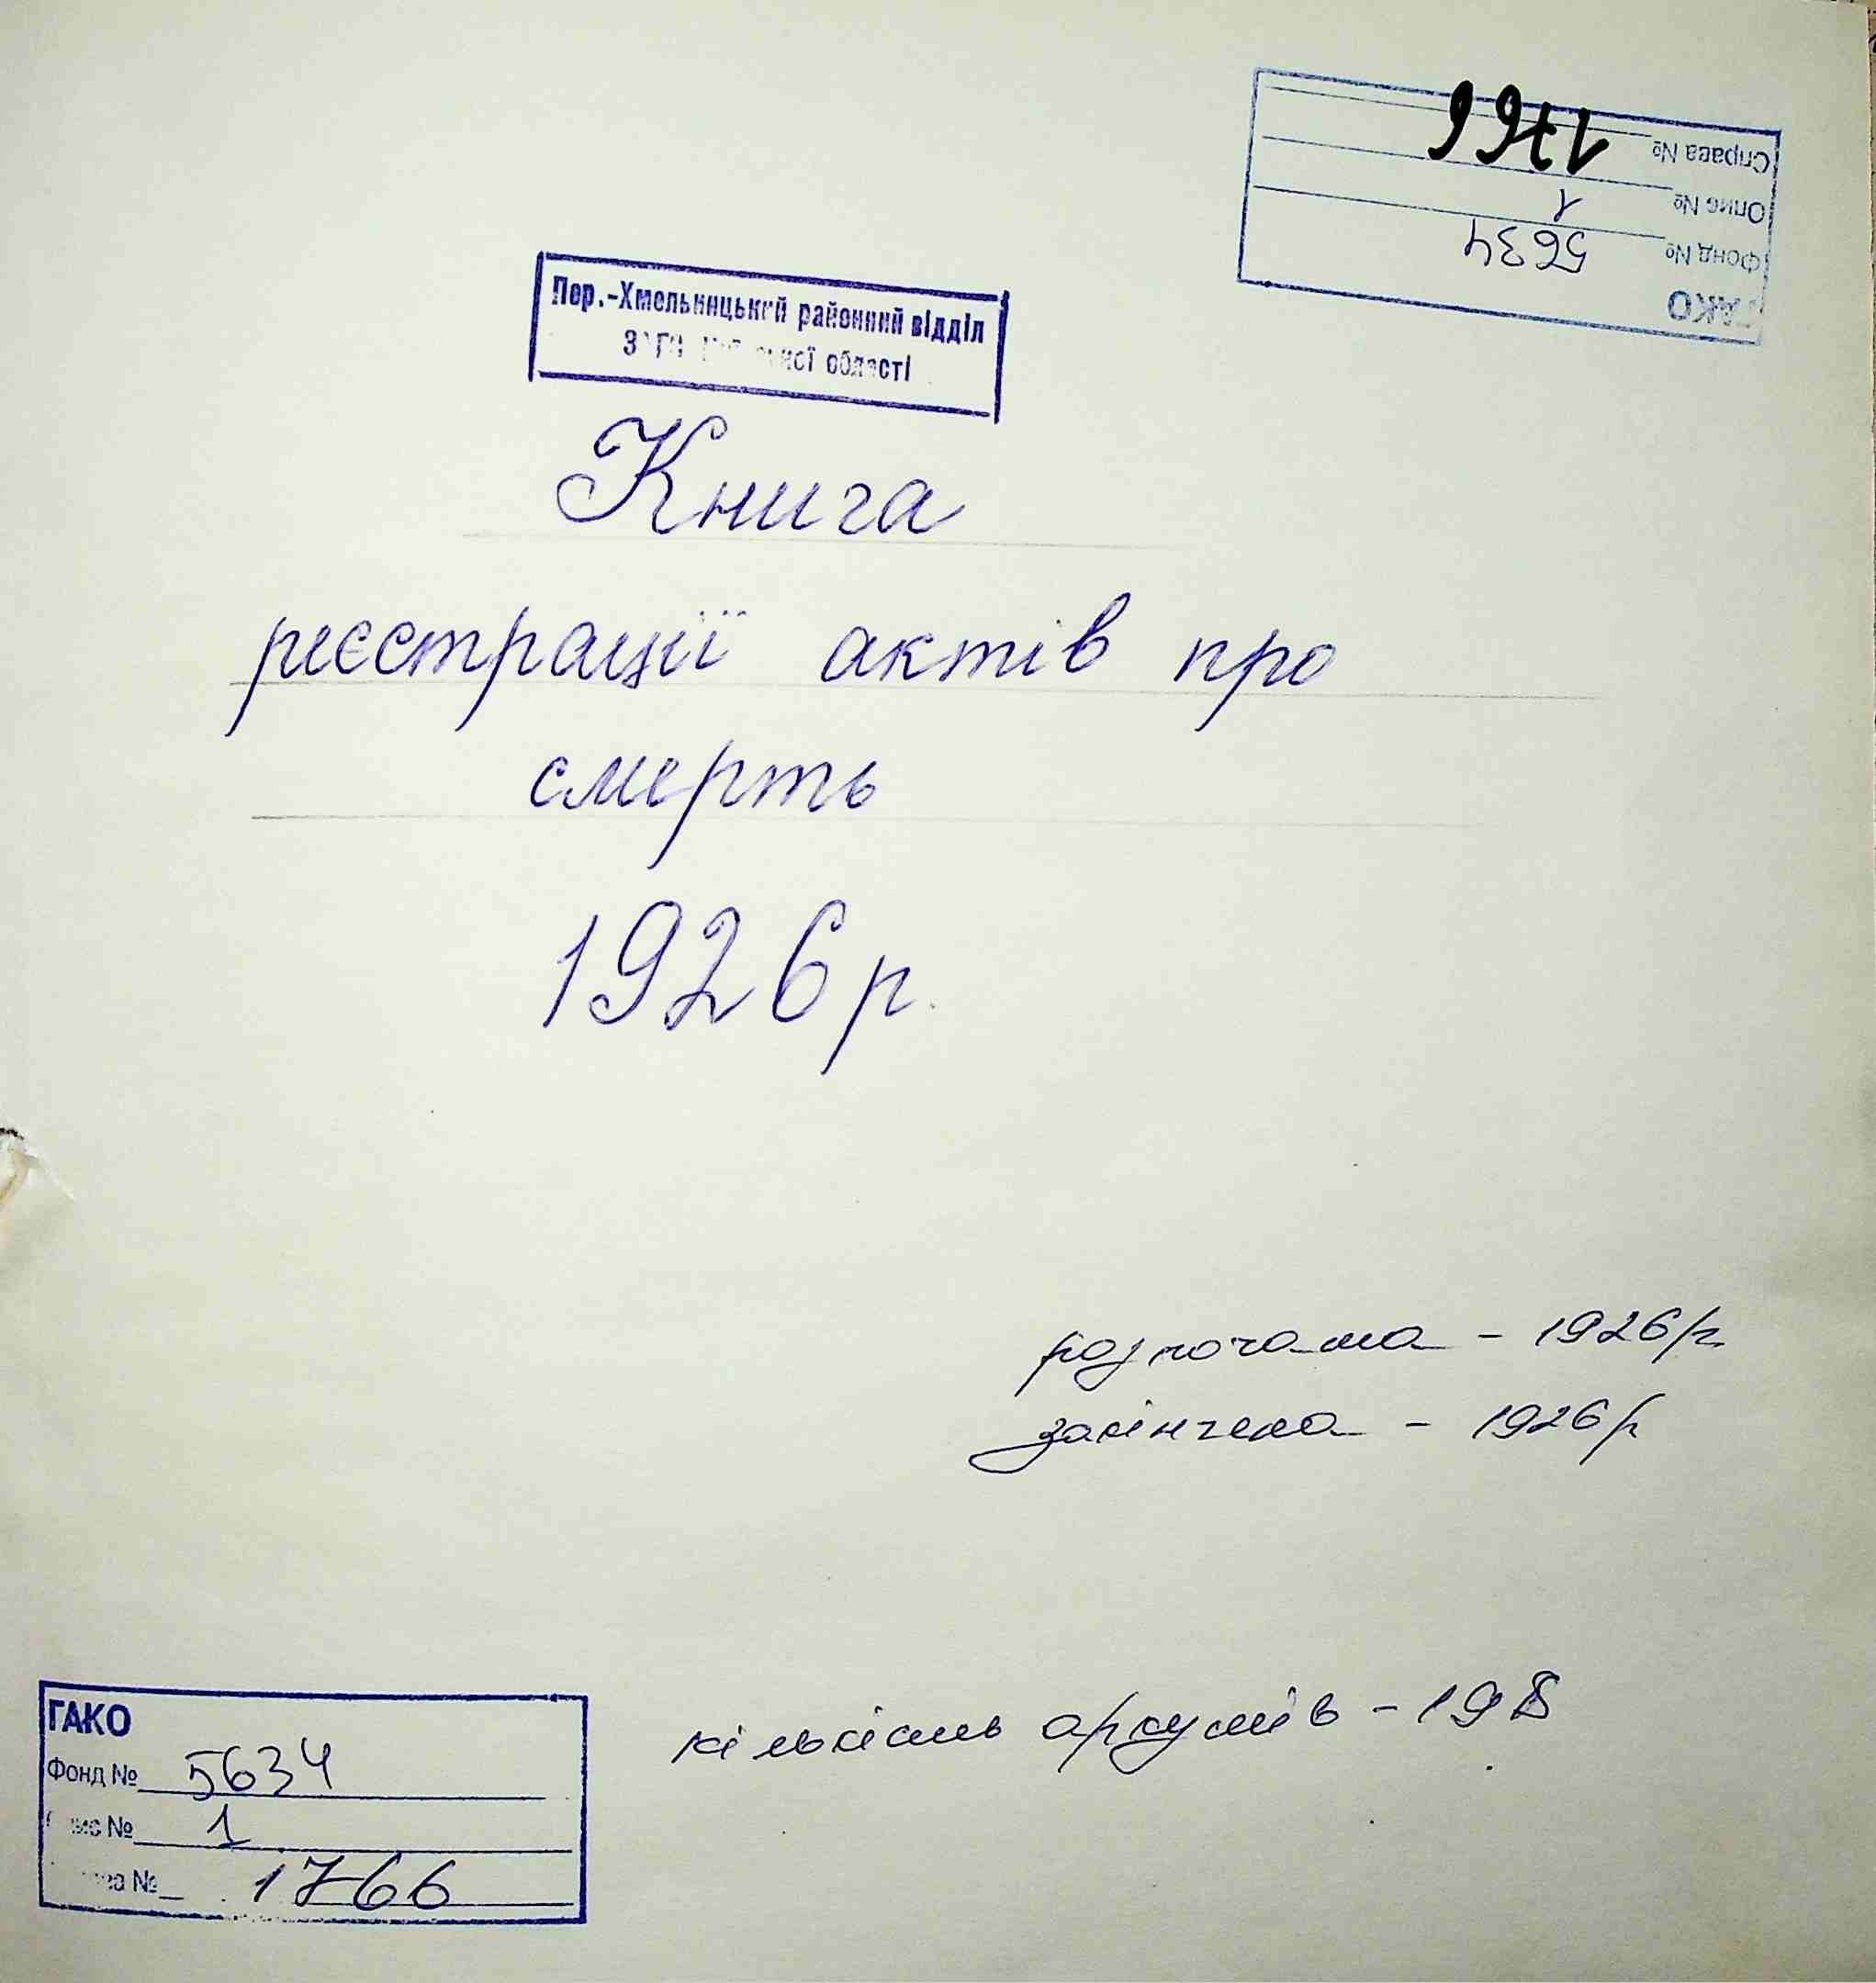 Справа № 1766
Опис № 1
Фонд № 5634
ГАКО
Пер.-Хмельницький районний відділ
області
Книга
реєстрації актів про
смерть
1926 р.
розпочата - 1926 р.
закінчена - 1926 р
кількість аркушів - 198
ГАКО
Фонд № 5634
№ 1
№ 1766